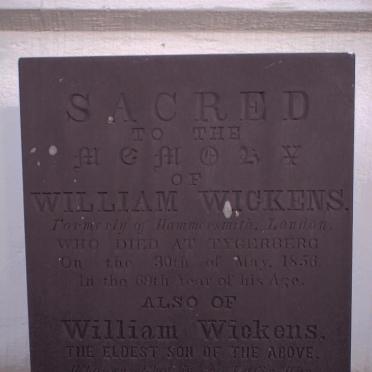 SACRED
TO THE
MEMORY
OF
WILLIAM WICKENS.
Formerly of Hammersmith, London,
WHO DIED AT TYGERBERG
On the 30th of May, 1856.
In the 69th Year of his Age.
ALSO OF
William Wickens,
THE ELDEST SON OF THE ABOVE,